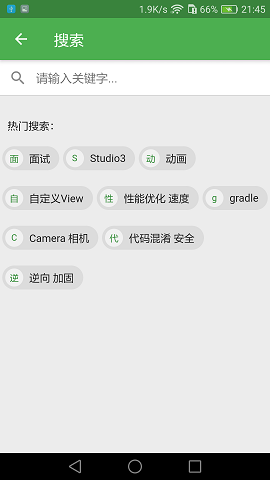 1.9K/s 66% 21:45
搜索
请输入关键字...
热门搜索：
面 面试 S Studio3 动 动画
自 自定义View 性 性能优化 速度 g gradle
C Camera 相机 代 代码混淆 安全
逆 逆向 加固